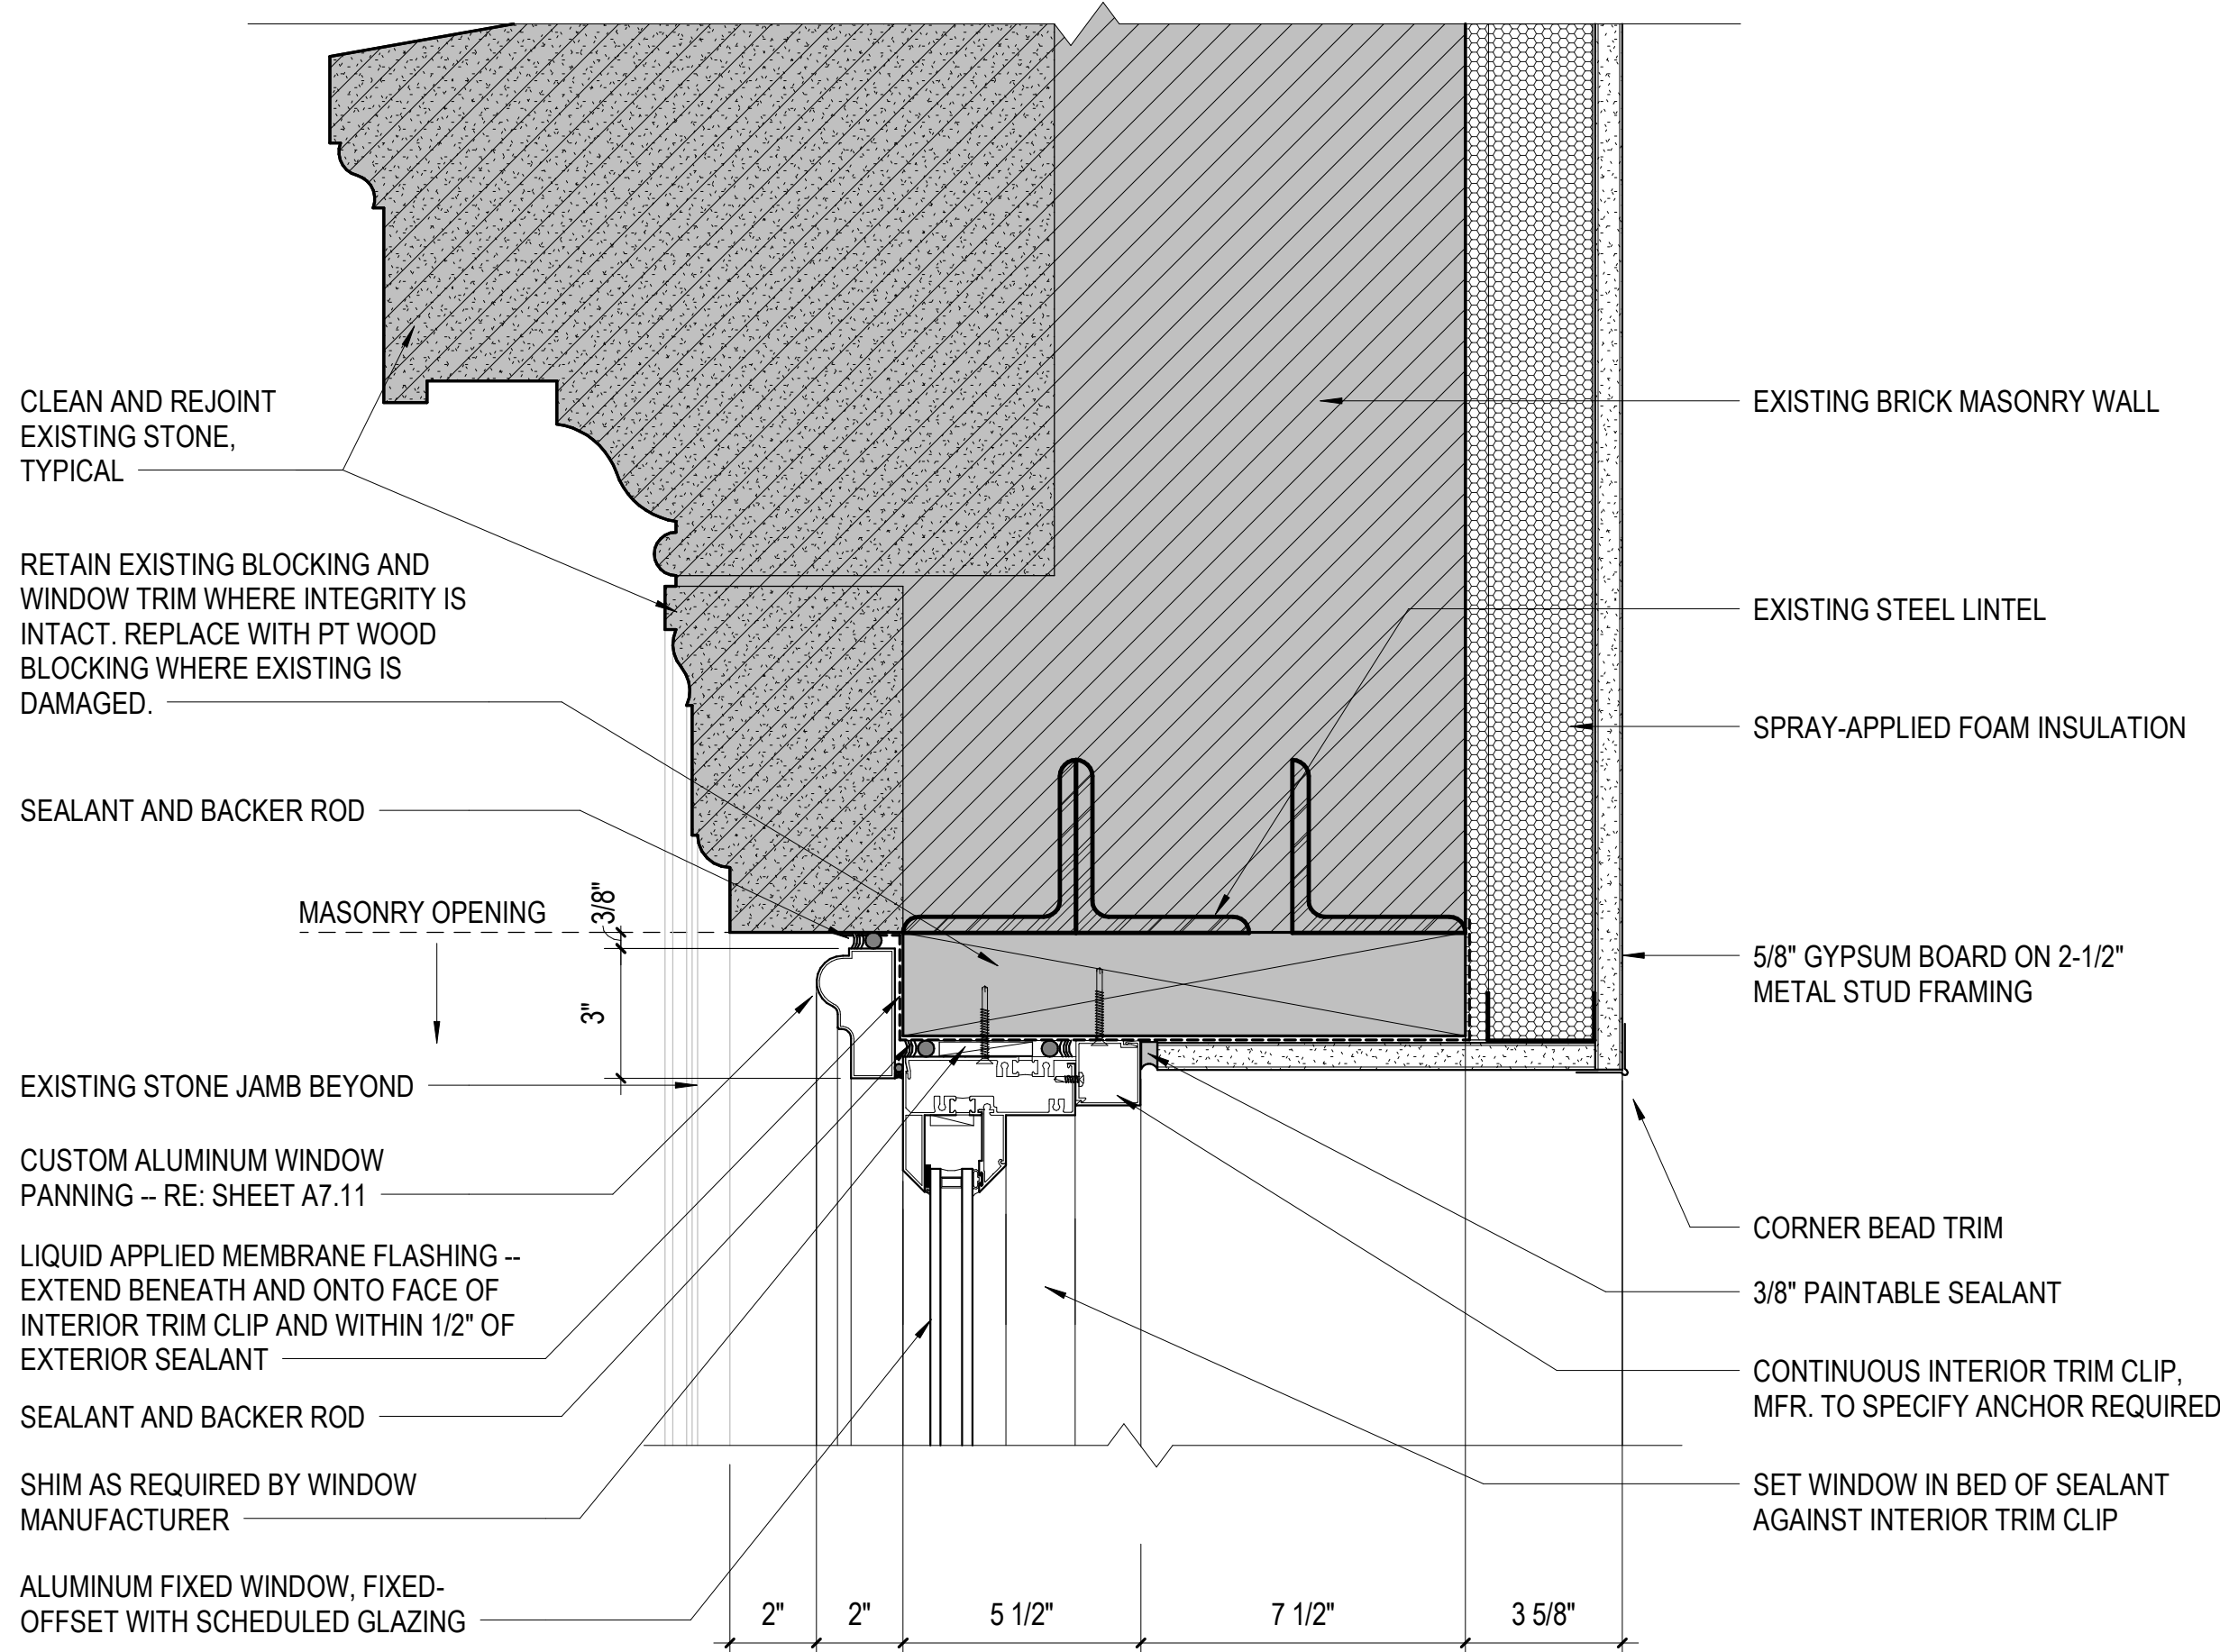 CLEAN AND REJOINT
EXISTING STONE,
TYPICAL
RETAIN EXISTING BLOCKING AND
WINDOW TRIM WHERE INTEGRITY IS
INTACT. REPLACE WITH PT WOOD
BLOCKING WHERE EXISTING IS
DAMAGED.
SEALANT AND BACKER ROD
MASONRY OPENING
3/8"
3"
EXISTING STONE JAMB BEYOND
CUSTOM ALUMINUM WINDOW
PANNING -- RE: SHEET A7.11
LIQUID APPLIED MEMBRANE FLASHING --
EXTEND BENEATH AND ONTO FACE OF
INTERIOR TRIM CLIP AND WITHIN 1/2" OF
EXTERIOR SEALANT
SEALANT AND BACKER ROD
SHIM AS REQUIRED BY WINDOW
MANUFACTURER
ALUMINUM FIXED WINDOW, FIXED-
OFFSET WITH SCHEDULED GLAZING
2"
2"
5 1/2"
7 1/2"
3 5/8"
EXISTING BRICK MASONRY WALL
EXISTING STEEL LINTEL
SPRAY-APPLIED FOAM INSULATION
5/8" GYPSUM BOARD ON 2-1/2"
METAL STUD FRAMING
CORNER BEAD TRIM
3/8" PAINTABLE SEALANT
CONTINUOUS INTERIOR TRIM CLIP,
MFR. TO SPECIFY ANCHOR REQUIRED
SET WINDOW IN BED OF SEALANT
AGAINST INTERIOR TRIM CLIP